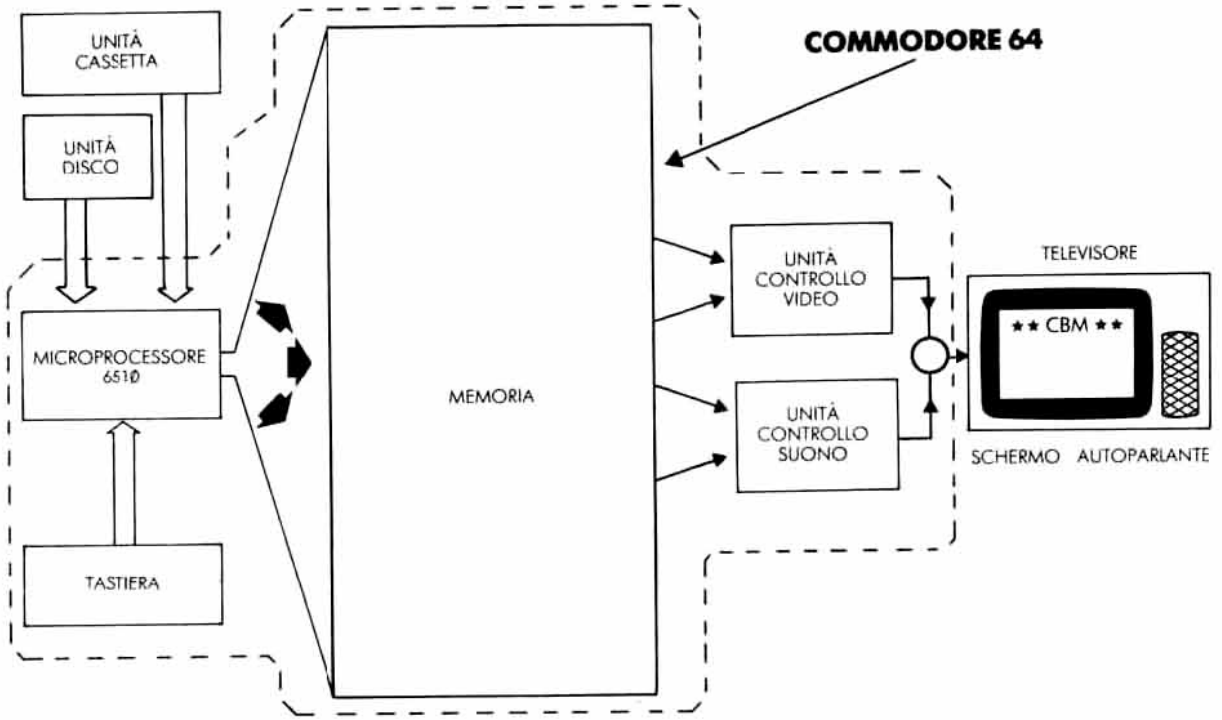 UNITÀ
CASSETTA
COMMODORE 64
UNITÀ
DISCO
UNITÀ
CONTROLLO
VIDEO
TELEVISORE
★★ CBM ★★
MICROPROCESSORE
6510
MEMORIA
UNITÀ
CONTROLLO
SUONO
SCHERMO AUTOPARLANTE
TASTIERA